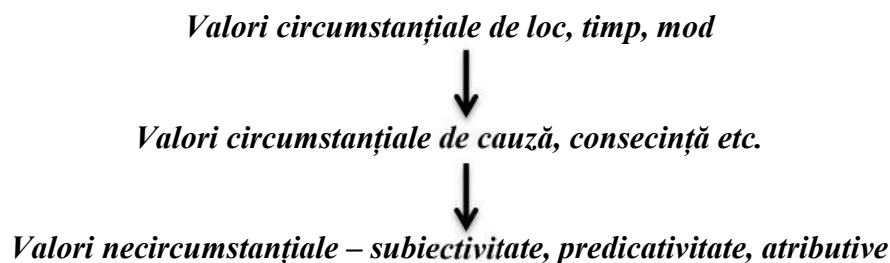 Valori circumstanțiale de loc, timp, mod
Valori circumstanțiale de cauză, consecință etc.
Valori necircumstanțiale – subiectivitate, predicativitate, atributive